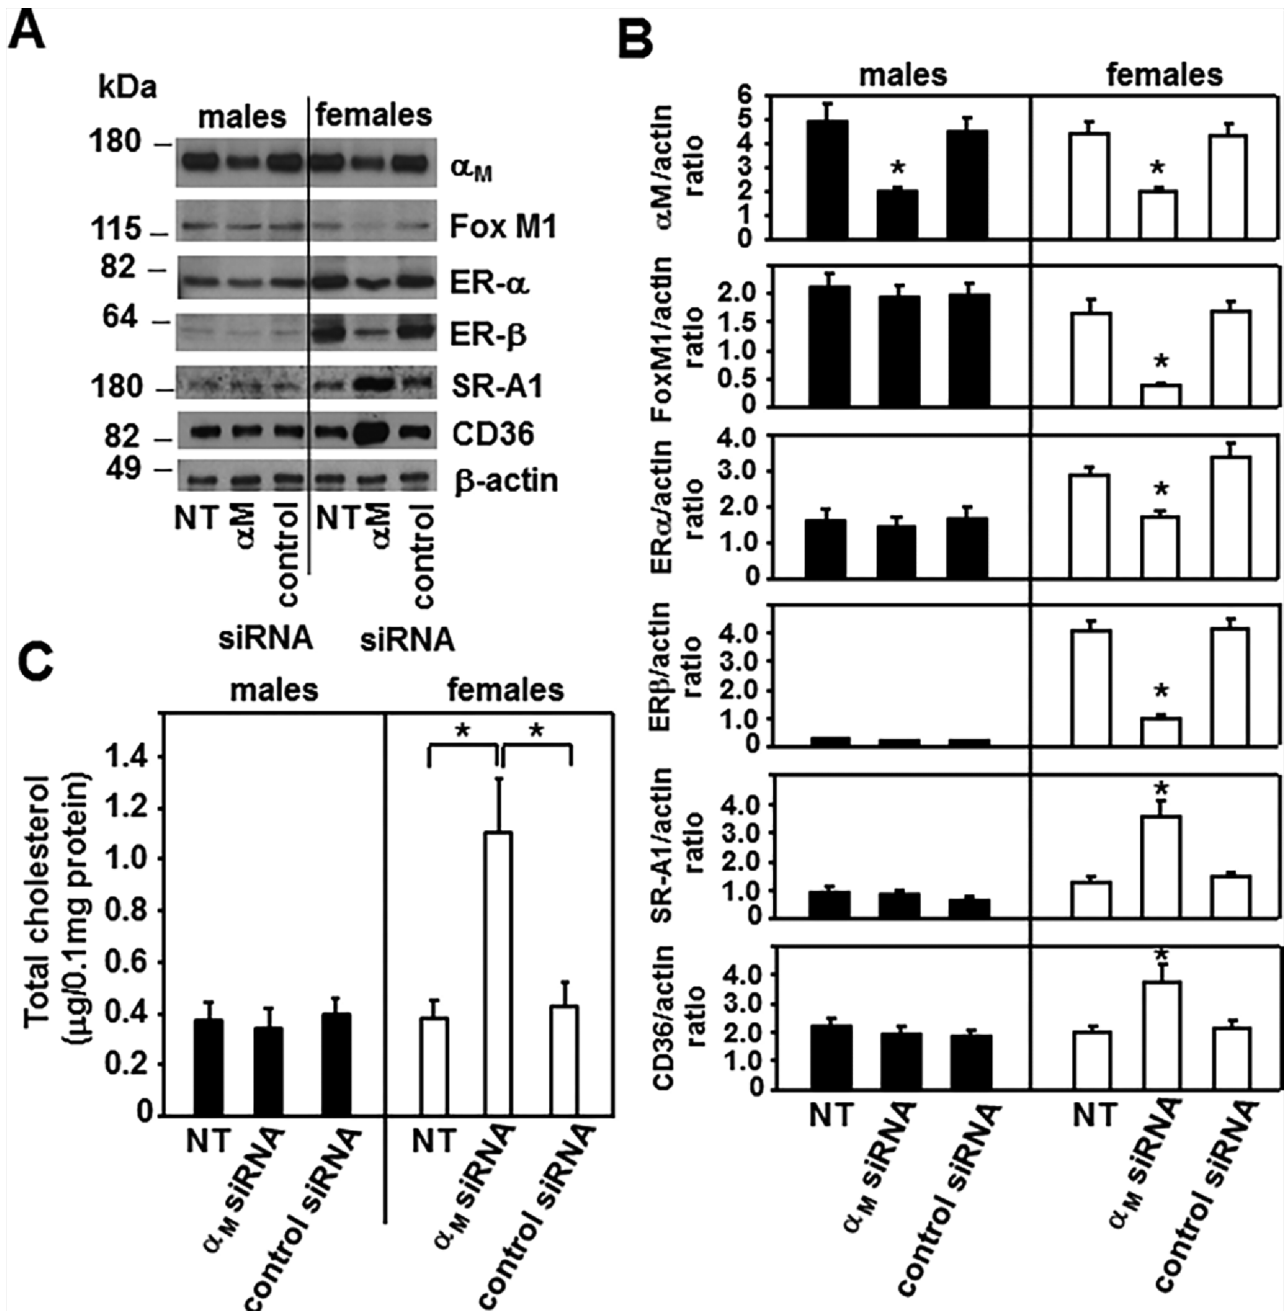 A
kDa
males females
180
αM
115
Fox M1
82
ER-α
64
ER-β
180
SR-A1
82
CD36
49
β-actin
NT αM control NT αM control
siRNA siRNA
B
males females
αM/actin ratio
6
5
4
3
2
1
0
*
*
FoxM1/actin ratio
2.0
1.5
1.0
0.5
0
*
ERα/actin ratio
4.0
3.0
2.0
1.0
0
*
ERβ/actin ratio
4.0
3.0
2.0
1.0
0
*
SR-A1/actin ratio
4.0
3.0
2.0
1.0
0
*
CD36/actin ratio
4.0
3.0
2.0
1.0
0
*
NT αM siRNA control siRNA NT αM siRNA control siRNA
C
males females
Total cholesterol
(μg/0.1mg protein)
1.4
1.2
1.0
0.8
0.6
0.4
0.2
0
* *
NT αM siRNA control siRNA NT αM siRNA control siRNA